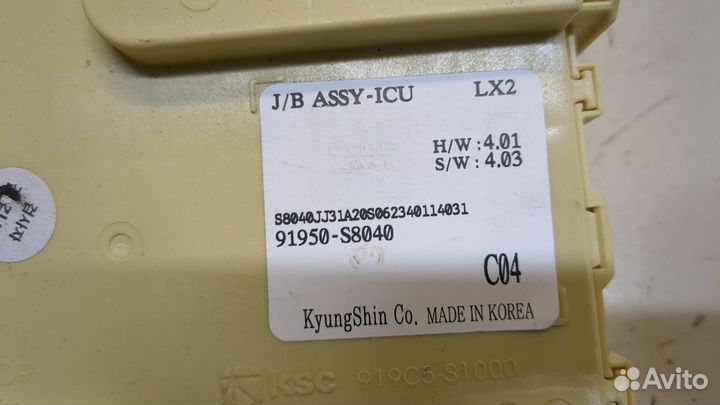 J/B ASSY-ICU LX2
H/W : 4.01
S/W : 4.03
S8040JJ31A20S062340114031
91950-S8040
C04
KyungShin Co. MADE IN KOREA
OP
ksc 919C5-S1000
Avito